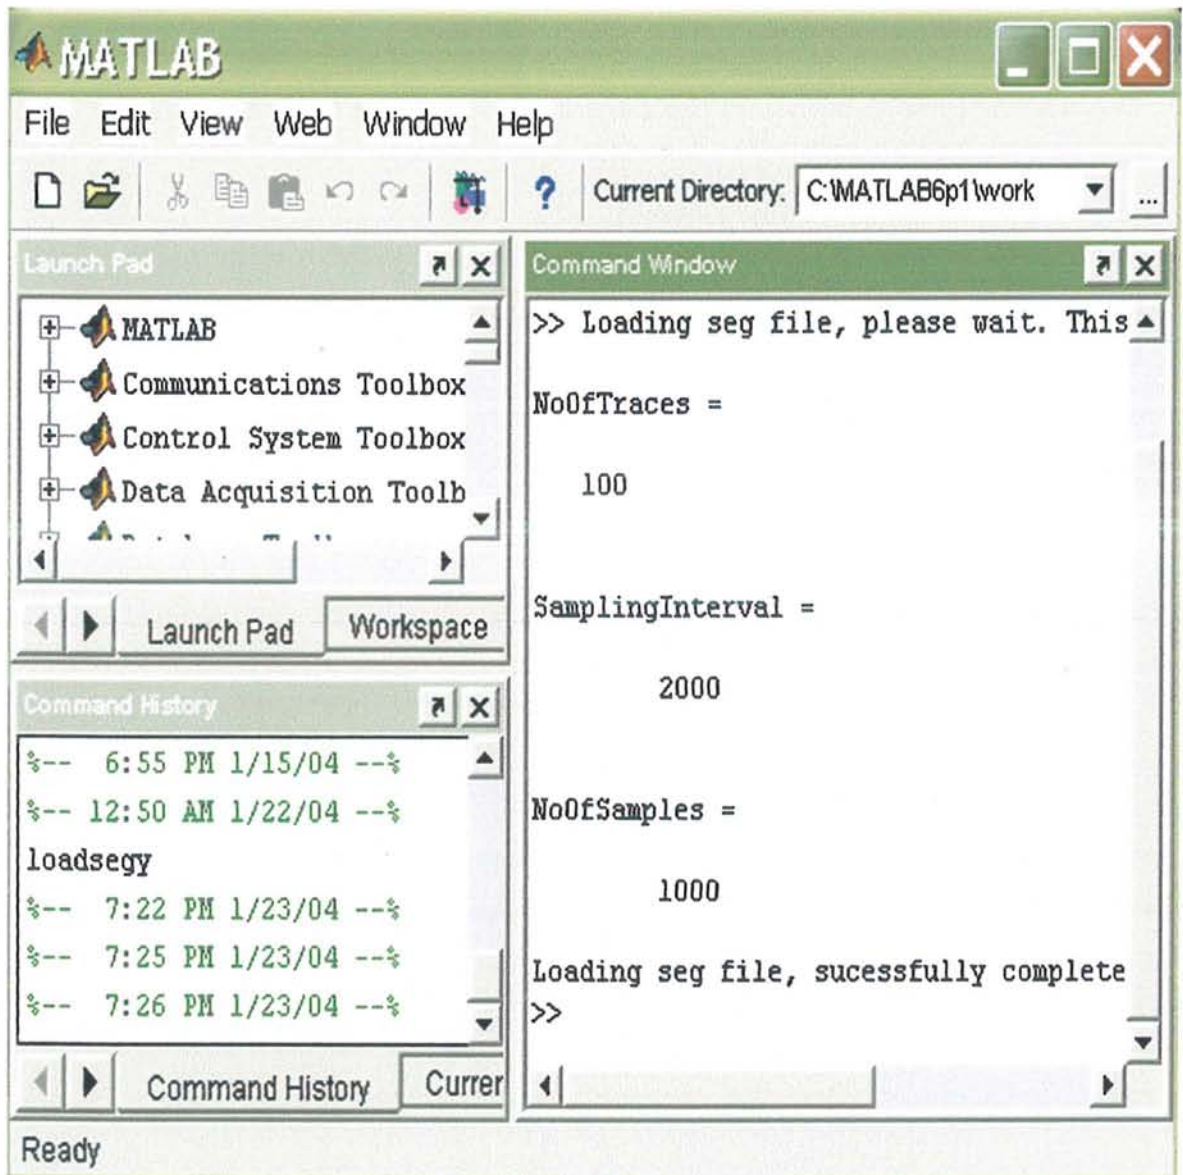 MATLAB
File Edit View Web Window Help
? Current Directory: C:\MATLAB6p1\work ...
Launch Pad
MATLAB
Communications Toolbox
Control System Toolbox
Data Acquisition Toolb
Launch Pad Workspace
Command History
%-- 6:55 PM 1/15/04 --%
%-- 12:50 AM 1/22/04 --%
loadsegy
%-- 7:22 PM 1/23/04 --%
%-- 7:25 PM 1/23/04 --%
%-- 7:26 PM 1/23/04 --%
Command History Currer
Command Window
>> Loading seg file, please wait. This
NoOfTraces =
100
SamplingInterval =
2000
NoOfSamples =
1000
Loading seg file, sucessfully complete
>>
Ready